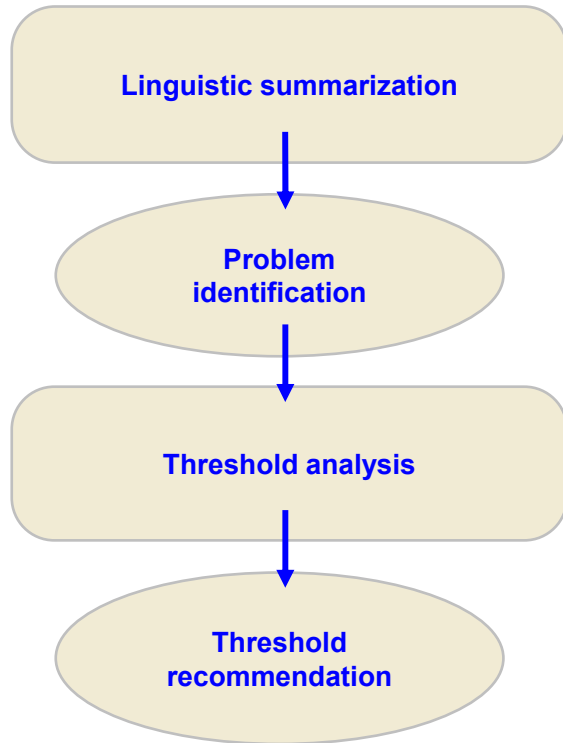 Linguistic summarization
Problem
identification
Threshold analysis
Threshold
recommendation